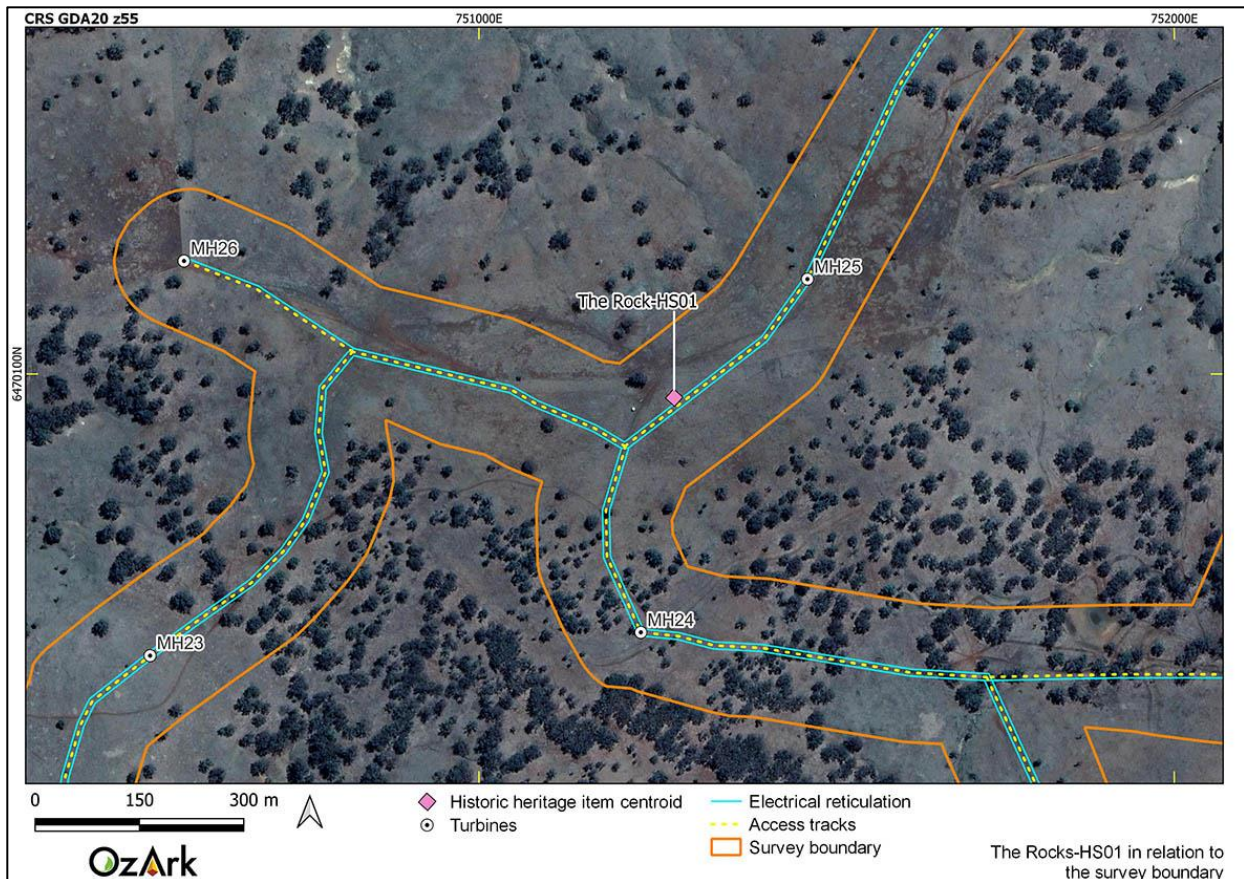 CRS GDA20 z55
751000E
752000E
6470100N
MH26
MH25
The Rock-HS01
MH24
MH23
0 150 300 m
Historic heritage item centroid
Turbines
Electrical reticulation
Access tracks
Survey boundary
OzArk
The Rocks-HS01 in relation to
the survey boundary